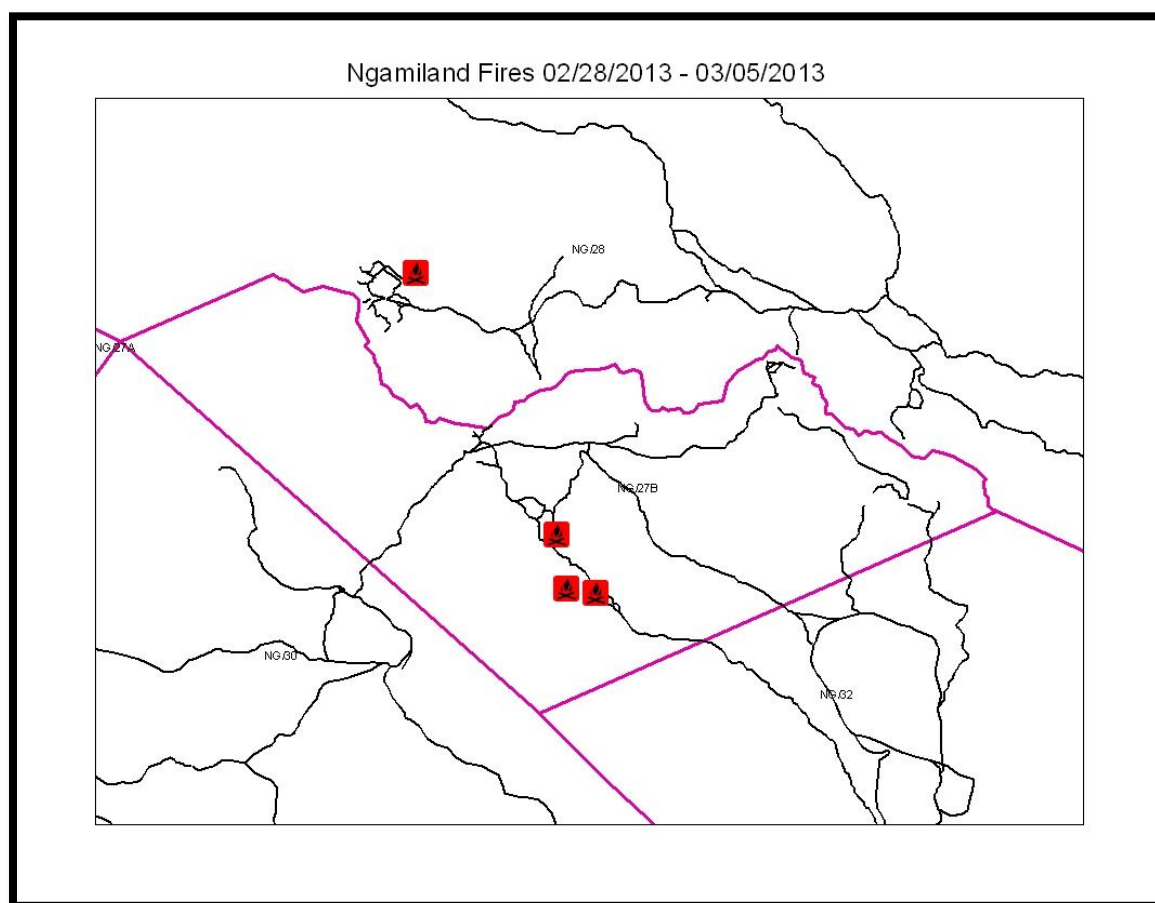 Ngamiland Fires 02/28/2013 - 03/05/2013
NG/28
NG/27A
NG/27B
NG/30
NG/32